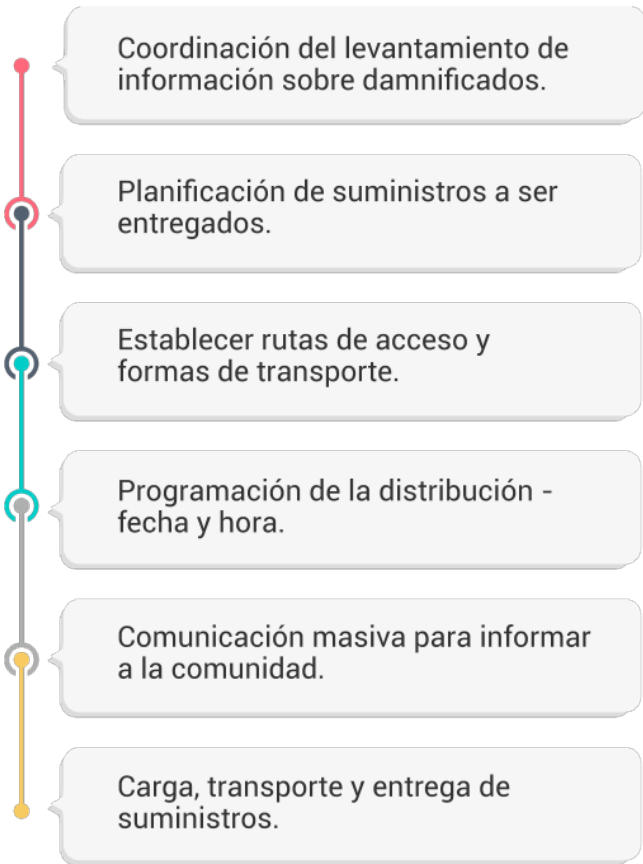 Coordinación del levantamiento de
información sobre damnificados.
Planificación de suministros a ser
entregados.
Establecer rutas de acceso y
formas de transporte.
Programación de la distribución -
fecha y hora.
Comunicación masiva para informar
a la comunidad.
Carga, transporte y entrega de
suministros.